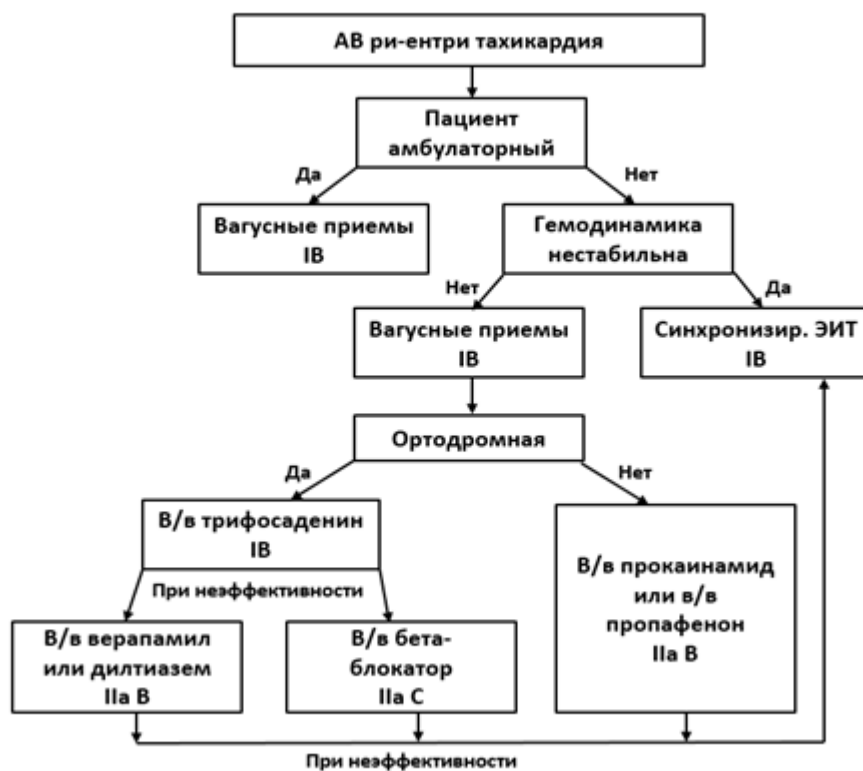 АВ ри-ентри тахикардия
Пациент
амбулаторный
Да
Нет
Вагусные приемы
IB
Гемодинамика
нестабильна
Нет
Да
Вагусные приемы
IB
Синхронизир. ЭИТ
IB
Ортодромная
Да
Нет
В/в трифосаденин
IB
В/в прокаинамид
или в/в
пропафенон
IIa B
При неэффективности
В/в верапамил
или дилтиазем
IIa B
В/в бета-
блокатор
IIa C
При неэффективности